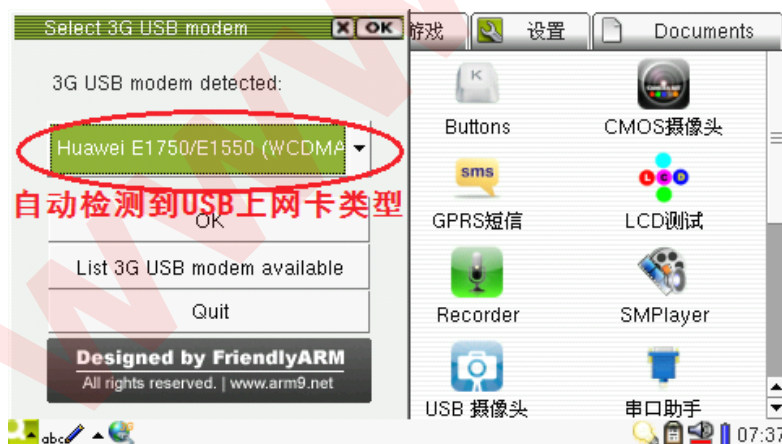 Select 3G USB modem
X OK
3G USB modem detected:
Huawei E1750/E1550 (WCDMA
自动检测到USB上网卡类型
OK
List 3G USB modem available
Quit
Designed by FriendlyARM
All rights reserved. | www.arm9.net
游戏
设置
Documents
K
Buttons
CMOS摄像头
sms
GPRS短信
L C D
LCD测试
Recorder
SMPlayer
USB 摄像头
串口助手
abc
07:37